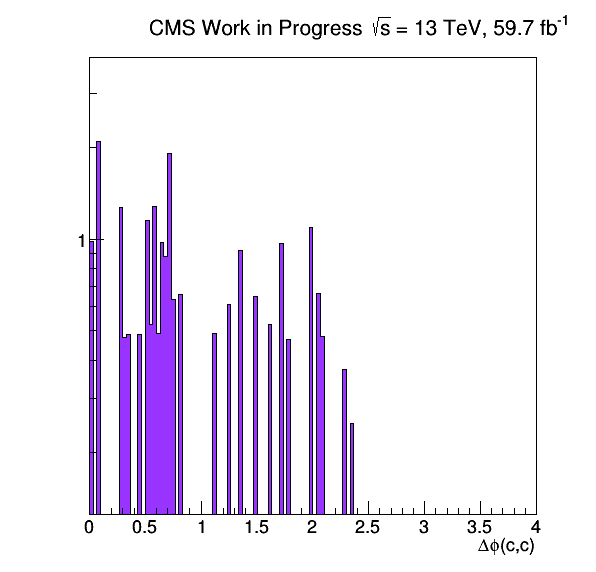 CMS Work in Progress √s = 13 TeV, 59.7 fb⁻¹
1
0 0.5 1 1.5 2 2.5 3 3.5 4
Δϕ(c,c)